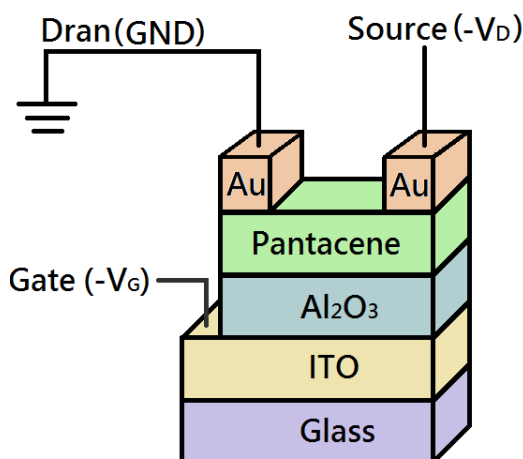 Dran(GND)
Source(-VD)
Au
Au
Pantacene
Gate (-VG)
Al2O3
ITO
Glass